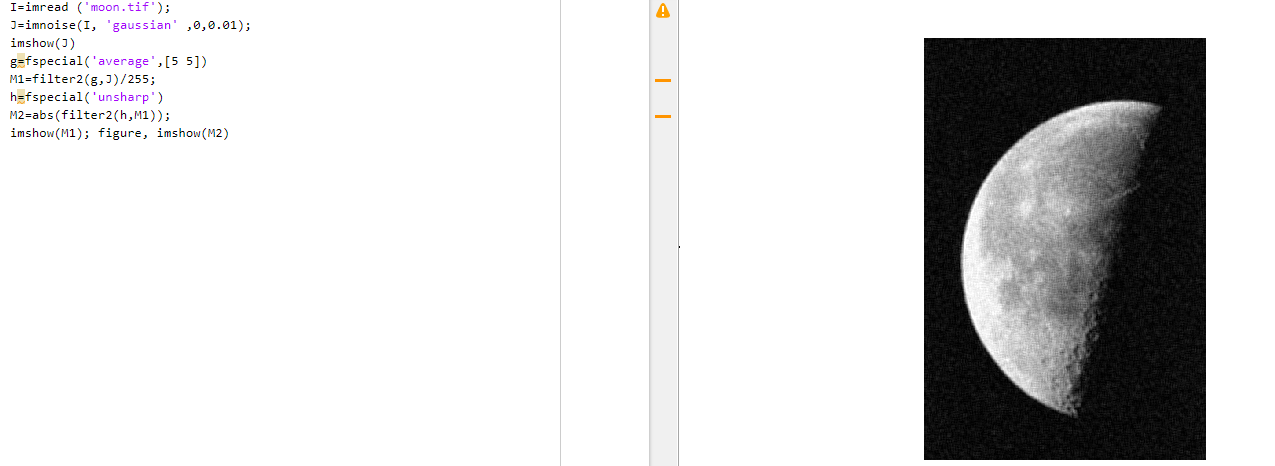 I=imread ('moon.tif');
J=imnoise(I, 'gaussian' ,0,0.01);
imshow(J)
g=fspecial('average',[5 5])
M1=filter2(g,J)/255;
h=fspecial('unsharp')
M2=abs(filter2(h,M1));
imshow(M1); figure, imshow(M2)